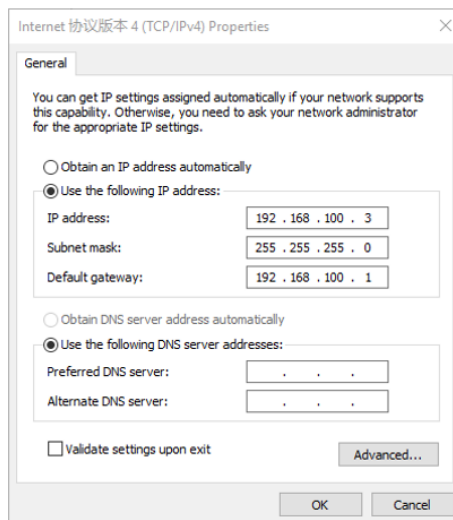 Internet 协议版本 4 (TCP/IPv4) Properties
General
You can get IP settings assigned automatically if your network supports
this capability. Otherwise, you need to ask your network administrator
for the appropriate IP settings.
Obtain an IP address automatically
Use the following IP address:
IP address: 192 . 168 . 100 . 3
Subnet mask: 255 . 255 . 255 . 0
Default gateway: 192 . 168 . 100 . 1
Obtain DNS server address automatically
Use the following DNS server addresses:
Preferred DNS server: . . .
Alternate DNS server: . . .
Validate settings upon exit
Advanced...
OK Cancel